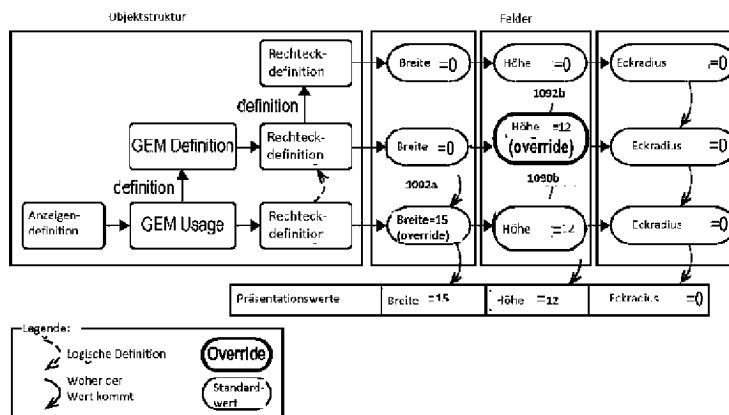 Objektstruktur
Felder
Rechteck-
definition
Breite =0
Höhe =0
Eckradius =0
definition
1092b
GEM Definition
Rechteck-
definition
Breite =0
Höhe =12
(override)
Eckradius =0
definition
1002a
1090b
Anzeigen-
definition
GEM Usage
Rechteck-
definition
Breite=15
(override)
Höhe =12
Eckradius =0
Präsentationswerte
Breite =15
Höhe =12
Eckradius =0
Legende:
Logische Definition
Override
Woher der
Wert kommt
Standard-
wert